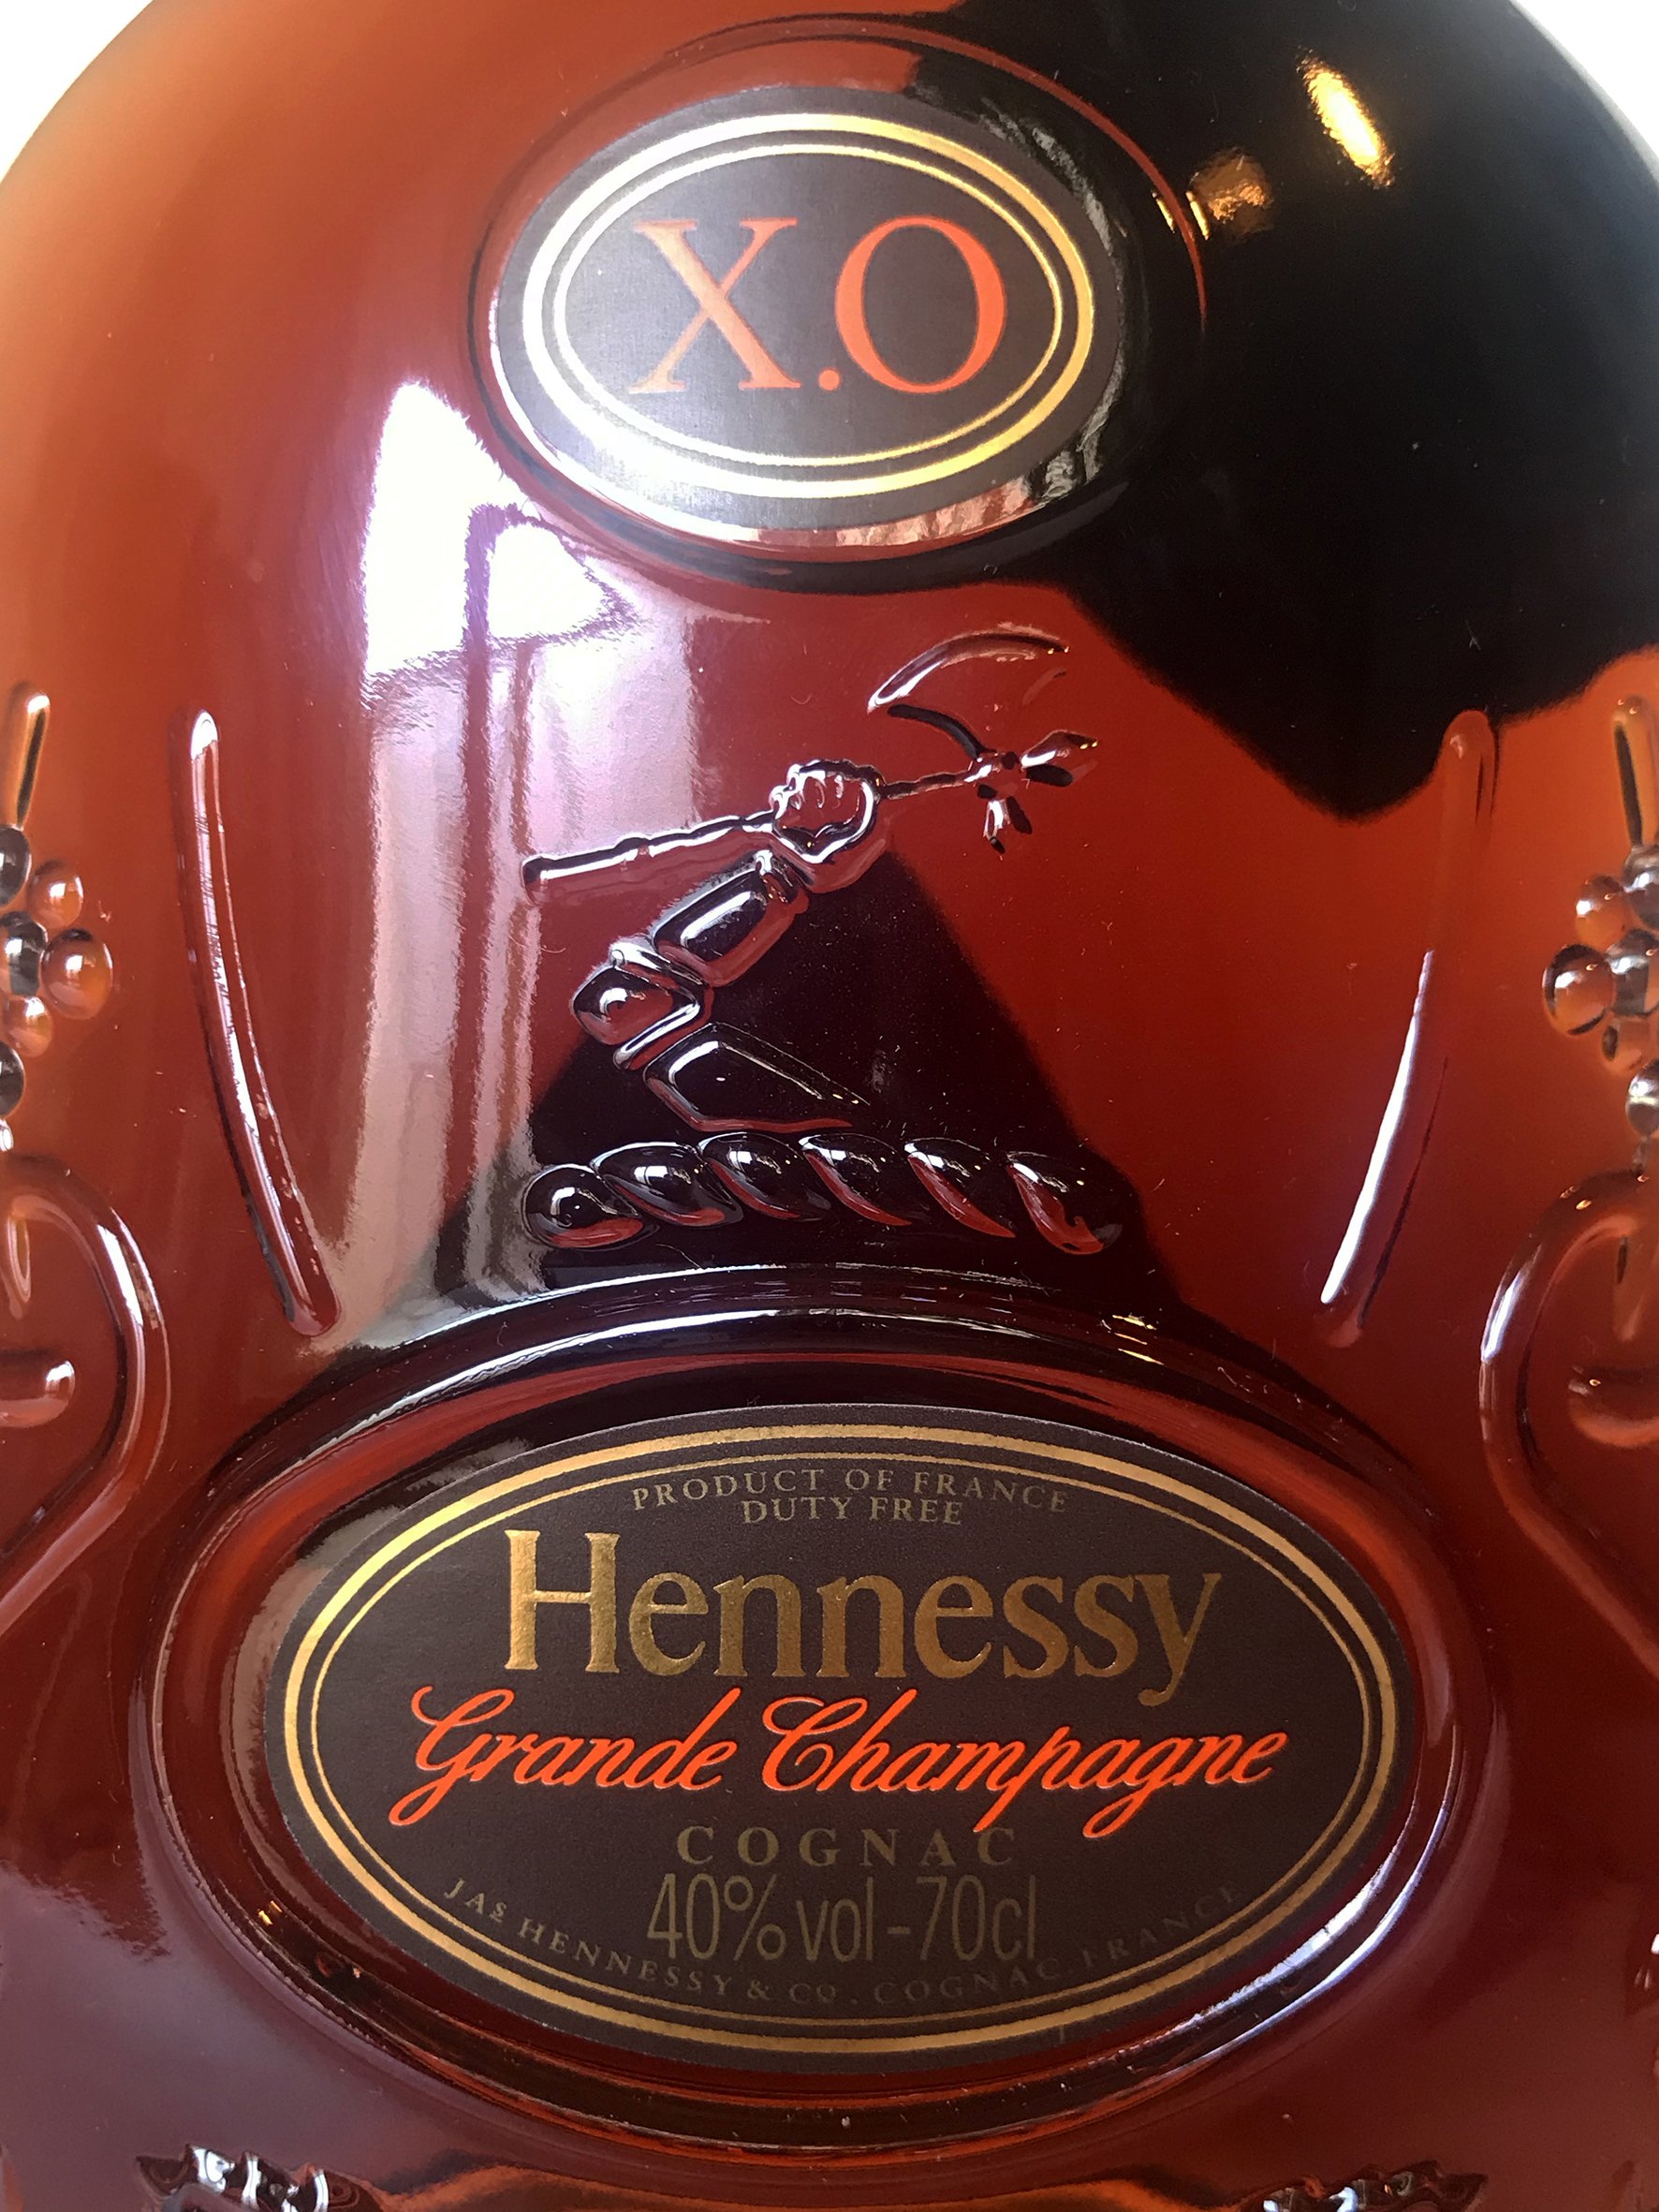 X.O
PRODUCT OF FRANCE
DUTY FREE
Hennessy
Grande Champagne
COGNAC
40% vol - 70cl
JAS HENNESSY & CO. COGNAC. FRANCE